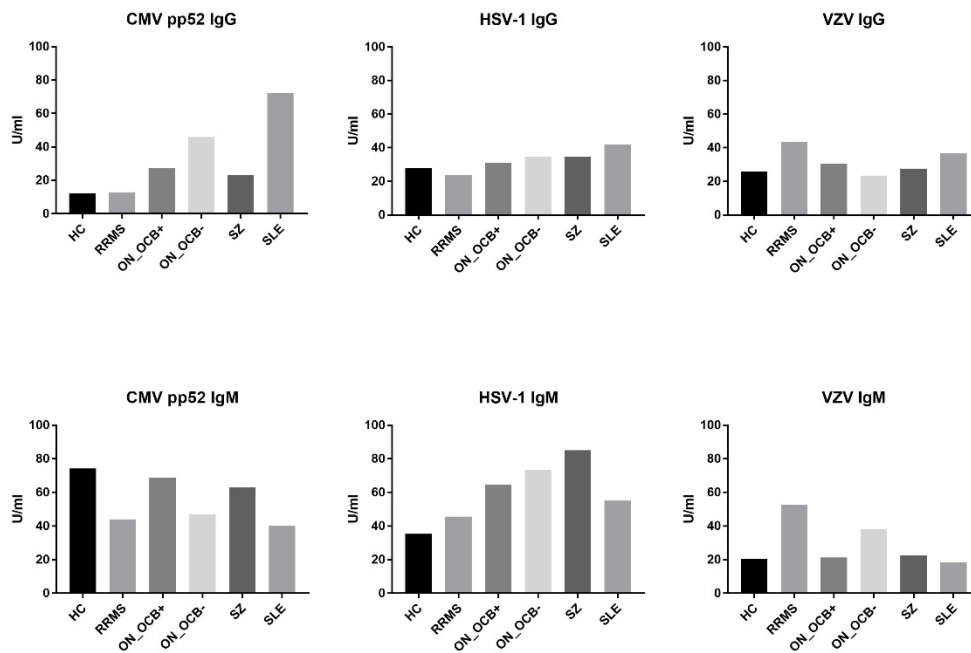 CMV pp52 IgG
HSV-1 IgG
VZV IgG
U/ml
100
80
60
40
20
0
HC
RRMS
ON_OCB+
ON_OCB-
SZ
SLE
U/ml
100
80
60
40
20
0
HC
RRMS
ON_OCB+
ON_OCB-
SZ
SLE
U/ml
100
80
60
40
20
0
HC
RRMS
ON_OCB+
ON_OCB-
SZ
SLE
CMV pp52 IgM
HSV-1 IgM
VZV IgM
U/ml
100
80
60
40
20
0
HC
RRMS
ON_OCB+
ON_OCB-
SZ
SLE
U/ml
100
80
60
40
20
0
HC
RRMS
ON_OCB+
ON_OCB-
SZ
SLE
U/ml
100
80
60
40
20
0
HC
RRMS
ON_OCB+
ON_OCB-
SZ
SLE